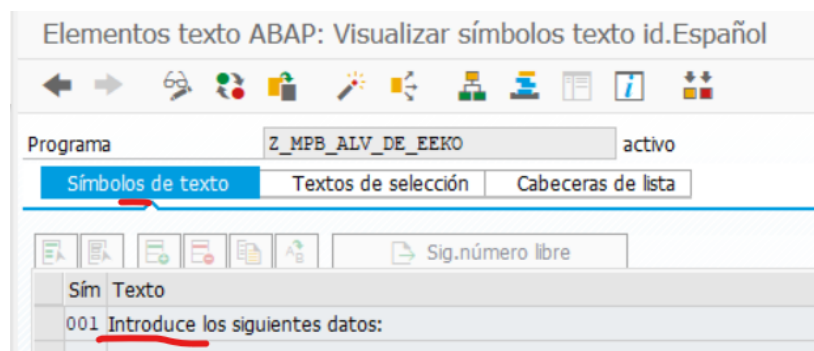 Elementos texto ABAP: Visualizar símbolos texto id.Español
Programa Z_MPB_ALV_DE_EEKO activo
Símbolos de texto Textos de selección Cabeceras de lista
Sig.número libre
Sím Texto
001 Introduce los siguientes datos: